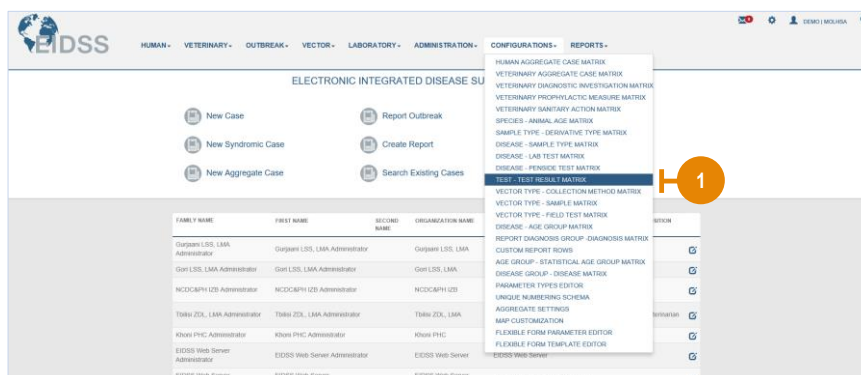 EIDSS
HUMAN VETERINARY OUTBREAK VECTOR LABORATORY ADMINISTRATION CONFIGURATIONS REPORTS
DEMO | MOLHSA
ELECTRONIC INTEGRATED DISEASE SU
New Case
Report Outbreak
New Syndromic Case
Create Report
New Aggregate Case
Search Existing Cases
HUMAN AGGREGATE CASE MATRIX
VETERINARY AGGREGATE CASE MATRIX
VETERINARY DIAGNOSTIC INVESTIGATION MATRIX
VETERINARY PROPHYLACTIC MEASURE MATRIX
VETERINARY SANITARY ACTION MATRIX
SPECIES - ANIMAL AGE MATRIX
SAMPLE TYPE - DERIVATIVE TYPE MATRIX
DISEASE - SAMPLE TYPE MATRIX
DISEASE - LAB TEST MATRIX
DISEASE - PENSIDE TEST MATRIX
TEST - TEST RESULT MATRIX
VECTOR TYPE - COLLECTION METHOD MATRIX
VECTOR TYPE - SAMPLE MATRIX
VECTOR TYPE - FIELD TEST MATRIX
DISEASE - AGE GROUP MATRIX
REPORT DIAGNOSIS GROUP -DIAGNOSIS MATRIX
CUSTOM REPORT ROWS
AGE GROUP - STATISTICAL AGE GROUP MATRIX
DISEASE GROUP - DISEASE MATRIX
PARAMETER TYPES EDITOR
UNIQUE NUMBERING SCHEMA
AGGREGATE SETTINGS
MAP CUSTOMIZATION
FLEXIBLE FORM PARAMETER EDITOR
FLEXIBLE FORM TEMPLATE EDITOR
1
FAMILY NAME FIRST NAME SECOND NAME ORGANIZATION NAME SITION
Gurjaani LSS, LMA Administrator Gurjaani LSS, LMA Administrator Gurjaani LSS, LMA
Gori LSS, LMA Administrator Gori LSS, LMA Administrator Gori LSS, LMA
NCDC&PH IZB Administrator NCDC&PH IZB Administrator NCDC&PH IZB
Tbilisi ZDL, LMA Administrator Tbilisi ZDL, LMA Administrator Tbilisi ZDL, LMA erinarian
Khoni PHC Administrator Khoni PHC Administrator Khoni PHC
EIDSS Web Server Administrator EIDSS Web Server Administrator EIDSS Web Server EIDSS Web Server